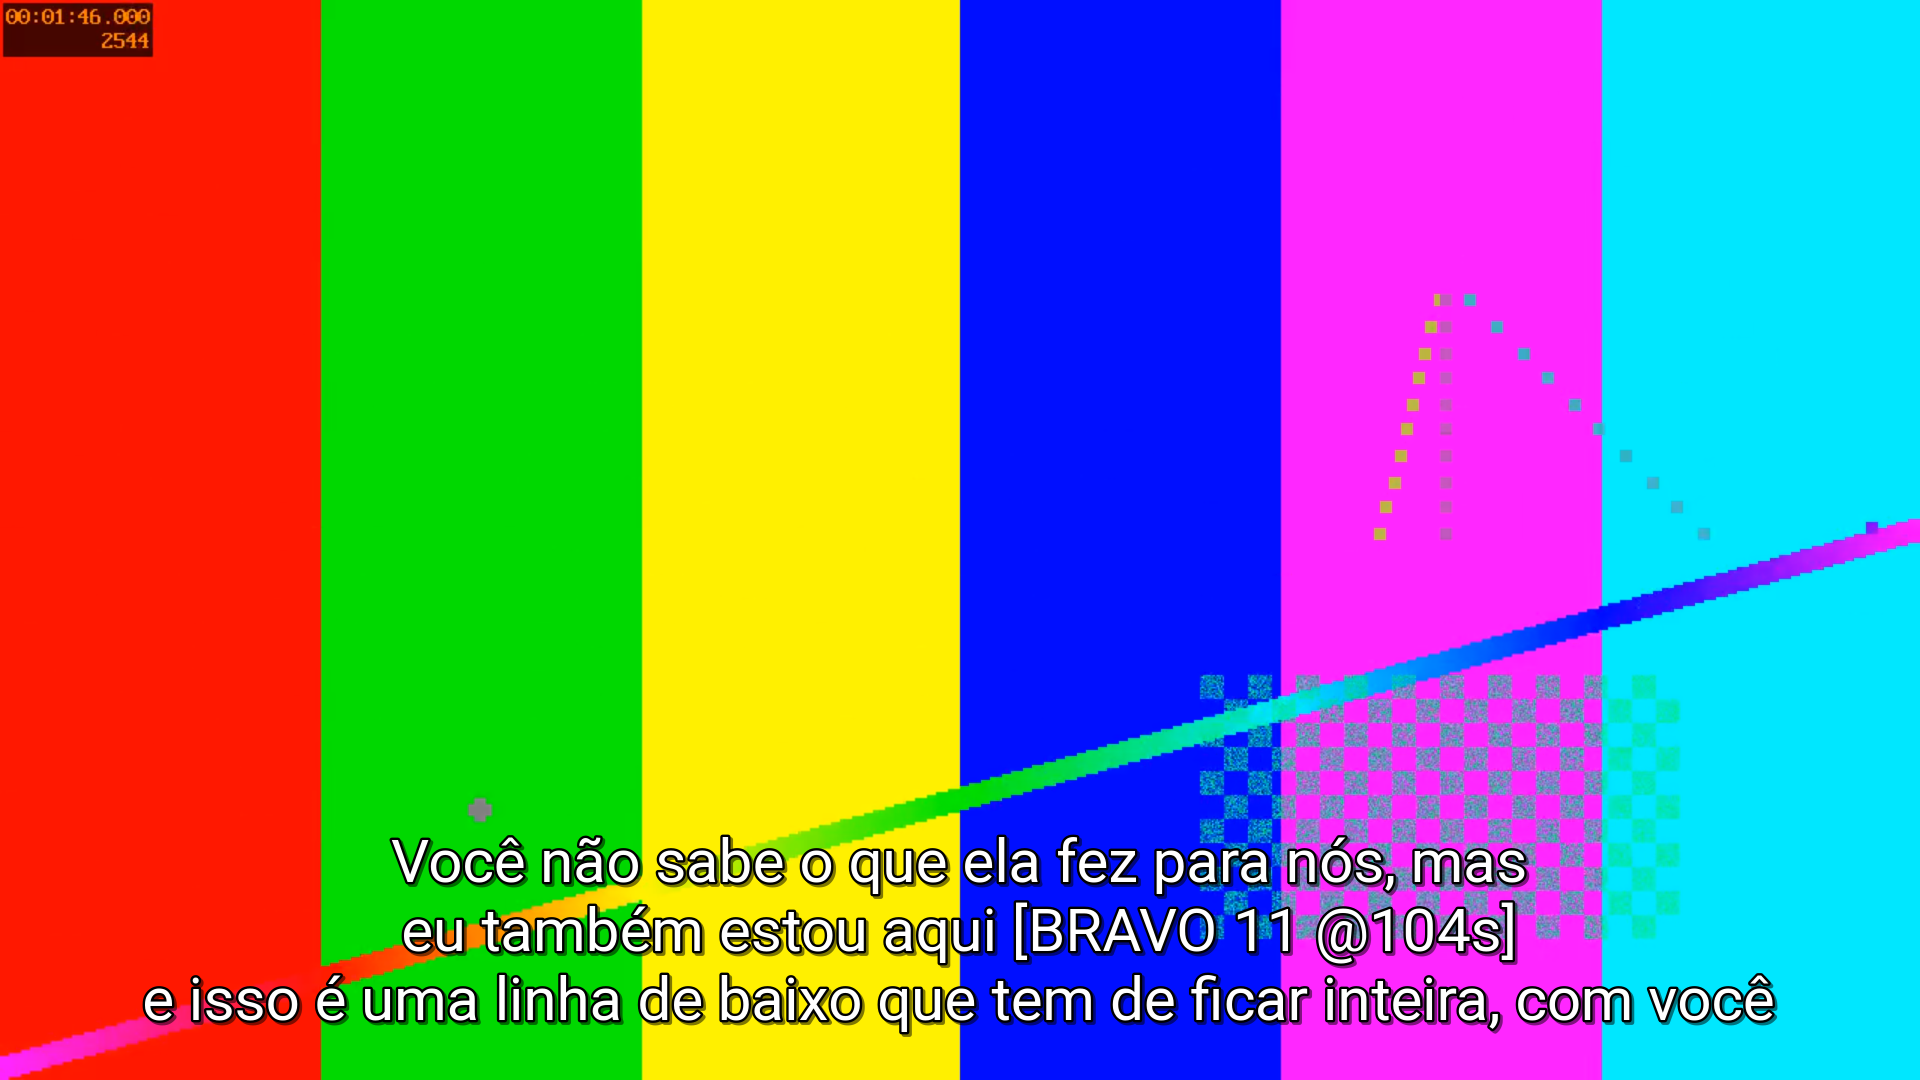 00:01:46.000
2544
Você não sabe o que ela fez para nós, mas
eu também estou aqui [BRAVO 11 @104s]
e isso é uma linha de baixo que tem de ficar inteira, com você